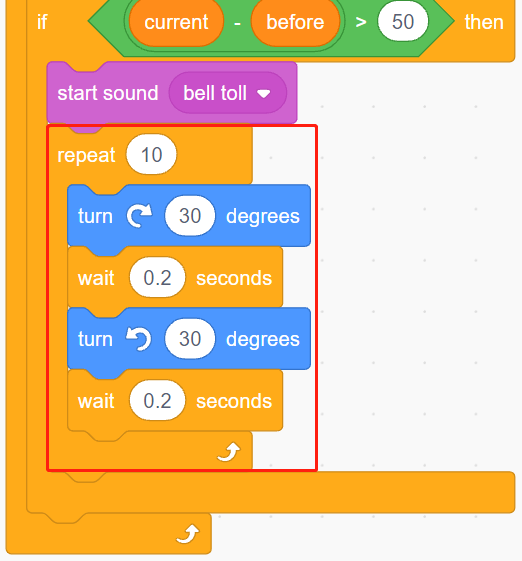 if current - before > 50 then
start sound bell toll
repeat 10
turn 30 degrees
wait 0.2 seconds
turn 30 degrees
wait 0.2 seconds